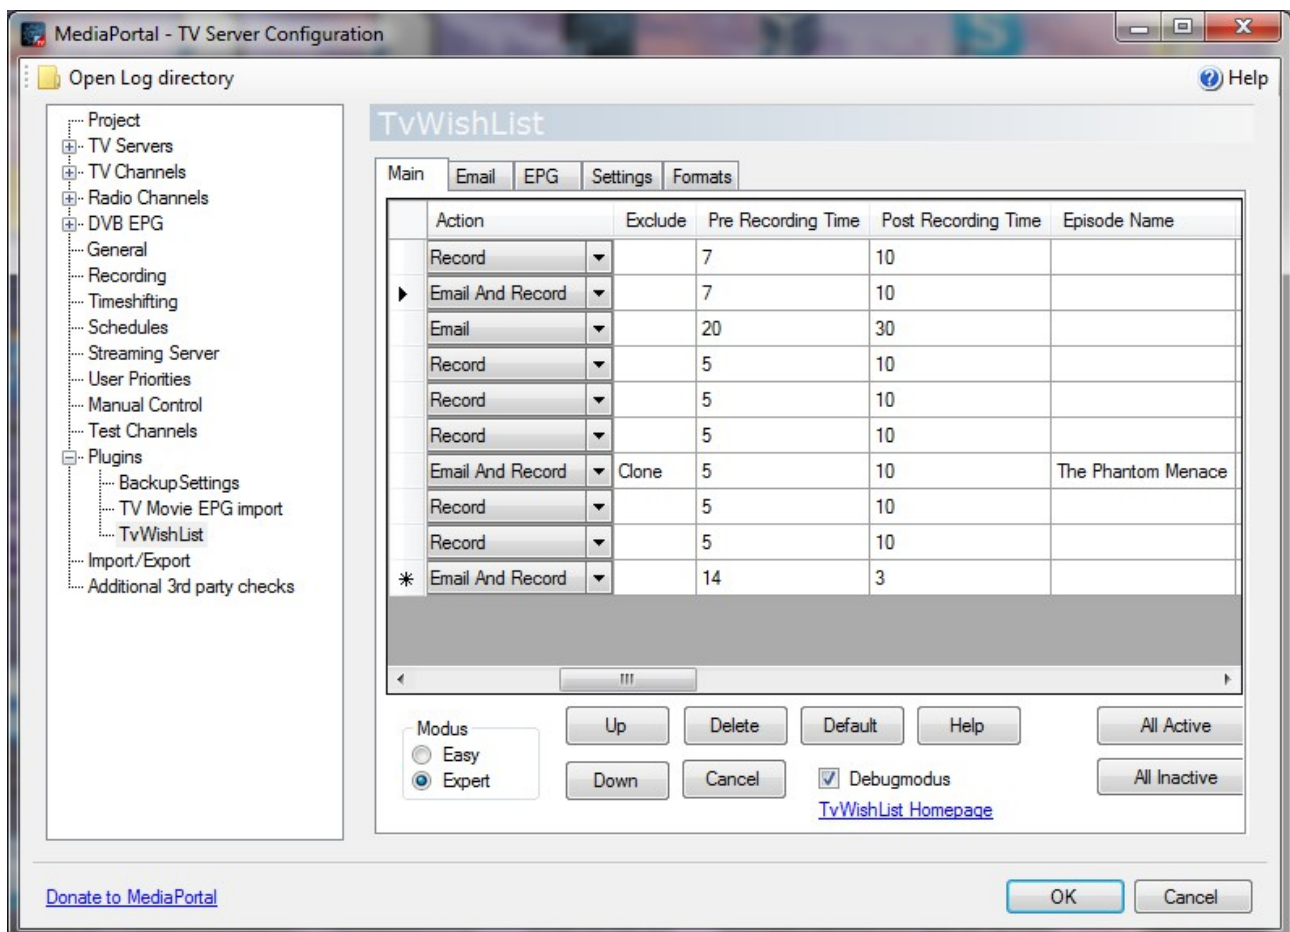 MediaPortal - TV Server Configuration
Open Log directory
Help
Project
TV Servers
TV Channels
Radio Channels
DVB EPG
General
Recording
Timeshifting
Schedules
Streaming Server
User Priorities
Manual Control
Test Channels
Plugins
BackupSettings
TV Movie EPG import
TvWishList
Import/Export
Additional 3rd party checks
TvWishList
Main Email EPG Settings Formats
Action Exclude Pre Recording Time Post Recording Time Episode Name
Record 7 10
Email And Record 7 10
Email 20 30
Record 5 10
Record 5 10
Record 5 10
Email And Record Clone 5 10 The Phantom Menace
Record 5 10
Record 5 10
Email And Record 14 3
Modus
Easy
Expert
Up Delete Default Help All Active
Down Cancel Debugmodus All Inactive
TvWishList Homepage
Donate to MediaPortal
OK Cancel